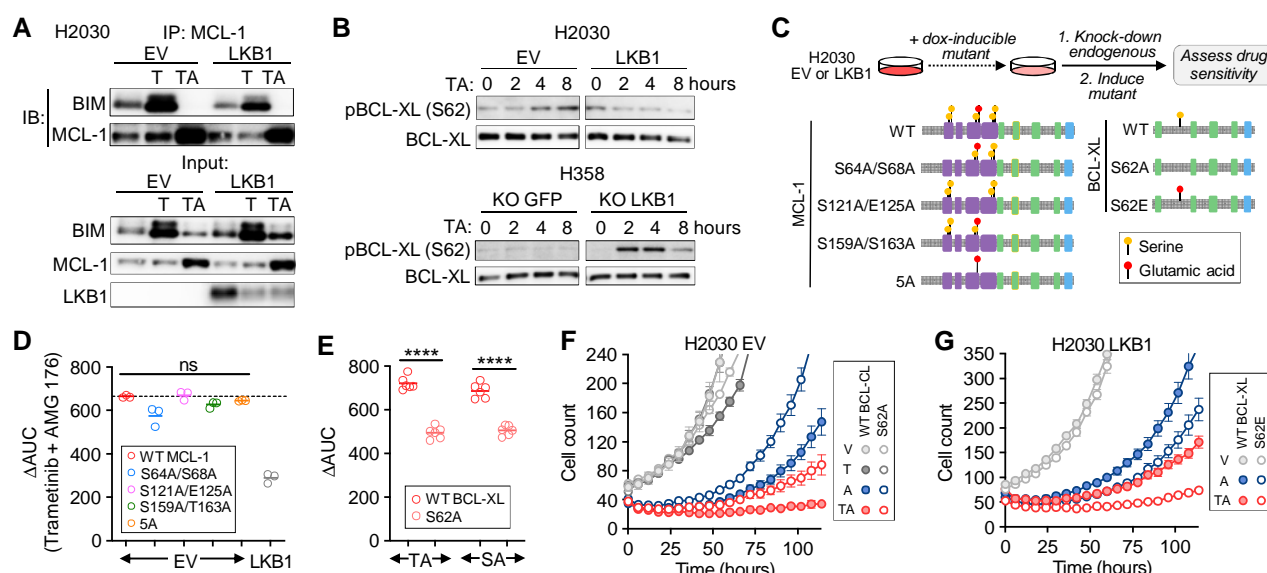 A
H2030
IP: MCL-1
EV LKB1
T TA T TA
IB:
BIM
MCL-1
Input:
EV LKB1
T TA T TA
BIM
MCL-1
LKB1
B
H2030
EV LKB1
TA: 0 2 4 8 0 2 4 8 hours
pBCL-XL (S62)
BCL-XL
H358
KO GFP KO LKB1
TA: 0 2 4 8 0 2 4 8 hours
pBCL-XL (S62)
BCL-XL
C
H2030
EV or LKB1
+ dox-inducible
mutant
1. Knock-down
endogenous
2. Induce
mutant
Assess drug
sensitivity
MCL-1
WT
S64A/S68A
S121A/E125A
S159A/S163A
5A
BCL-XL
WT
S62A
S62E
Serine
Glutamic acid
D
ΔAUC
(Trametinib + AMG 176)
800
600
400
200
0
ns
WT MCL-1
S64A/S68A
S121A/E125A
S159A/T163A
5A
EV LKB1
E
ΔAUC
800
600
400
200
0
**** ****
WT BCL-XL
S62A
TA SA
F
H2030 EV
Cell count
240
200
160
120
80
40
0
0 25 50 75 100
Time (hours)
WT BCL-CL
S62A
V
T
A
TA
G
H2030 LKB1
Cell count
350
300
250
200
150
100
50
0
0 25 50 75 100
Time (hours)
WT BCL-XL
S62E
V
A
TA